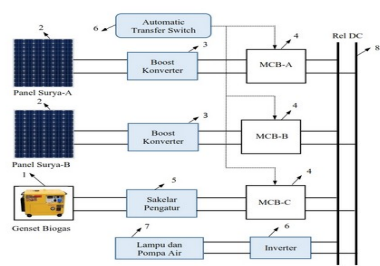 Automatic
Transfer Switch
6
Rel DC
2
3
4
8
Boost
Konverter
MCB-A
Panel Surya-A
2
3
4
Boost
Konverter
MCB-B
Panel Surya-B
1
5
4
Sakelar
Pengatur
MCB-C
Genset Biogas
7
6
Lampu dan
Pompa Air
Inverter